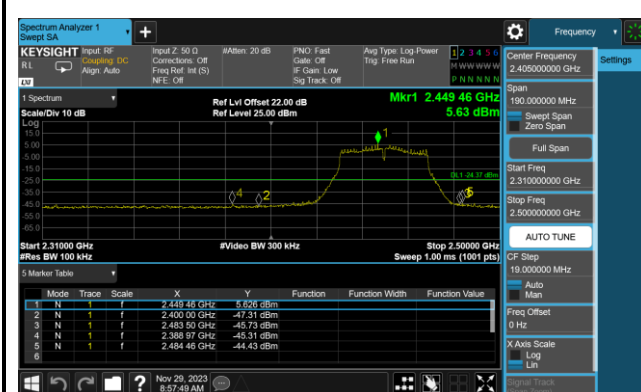 Spectrum Analyzer 1
Swept SA
+
Frequency
KEYSIGHT Input: RF Input Z: 50 Ω #Atten: 20 dB PNO: Fast Avg Type: Log-Power 1 2 3 4 5 6
RL Coupling: DC Corrections: Off Gate: Off Trig: Free Run M W W W W W
Align: Auto Freq Ref: Int (S) IF Gain: Low
NFE: Off Sig Track: Off P N N N N N
Center Frequency Settings
2.405000000 GHz
1 Spectrum
Scale/Div 10 dB
Ref Lvl Offset 22.00 dB
Ref Level 25.00 dBm
Mkr1 2.449 46 GHz
5.63 dBm
Log
15.0
5.00
-5.00
-15.0
-25.0
-35.0
-45.0
-55.0
-65.0
1
DL1 -24.37 dBm
4
2
5
Start 2.31000 GHz #Video BW 300 kHz Stop 2.50000 GHz
#Res BW 100 kHz Sweep 1.00 ms (1001 pts)
5 Marker Table
Mode Trace Scale X Y Function Function Width Function Value
1 N 1 f 2.449 46 GHz 5.626 dBm
2 N 1 f 2.400 00 GHz -47.31 dBm
3 N 1 f 2.483 50 GHz -45.73 dBm
4 N 1 f 2.388 97 GHz -45.31 dBm
5 N 1 f 2.484 46 GHz -44.43 dBm
6
Span
190.000000 MHz
Swept Span
Zero Span
Full Span
Start Freq
2.310000000 GHz
Stop Freq
2.500000000 GHz
AUTO TUNE
CF Step
19.000000 MHz
Auto
Man
Freq Offset
0 Hz
X Axis Scale
Log
Lin
Signal Track
?
Nov 29, 2023
8:57:49 AM